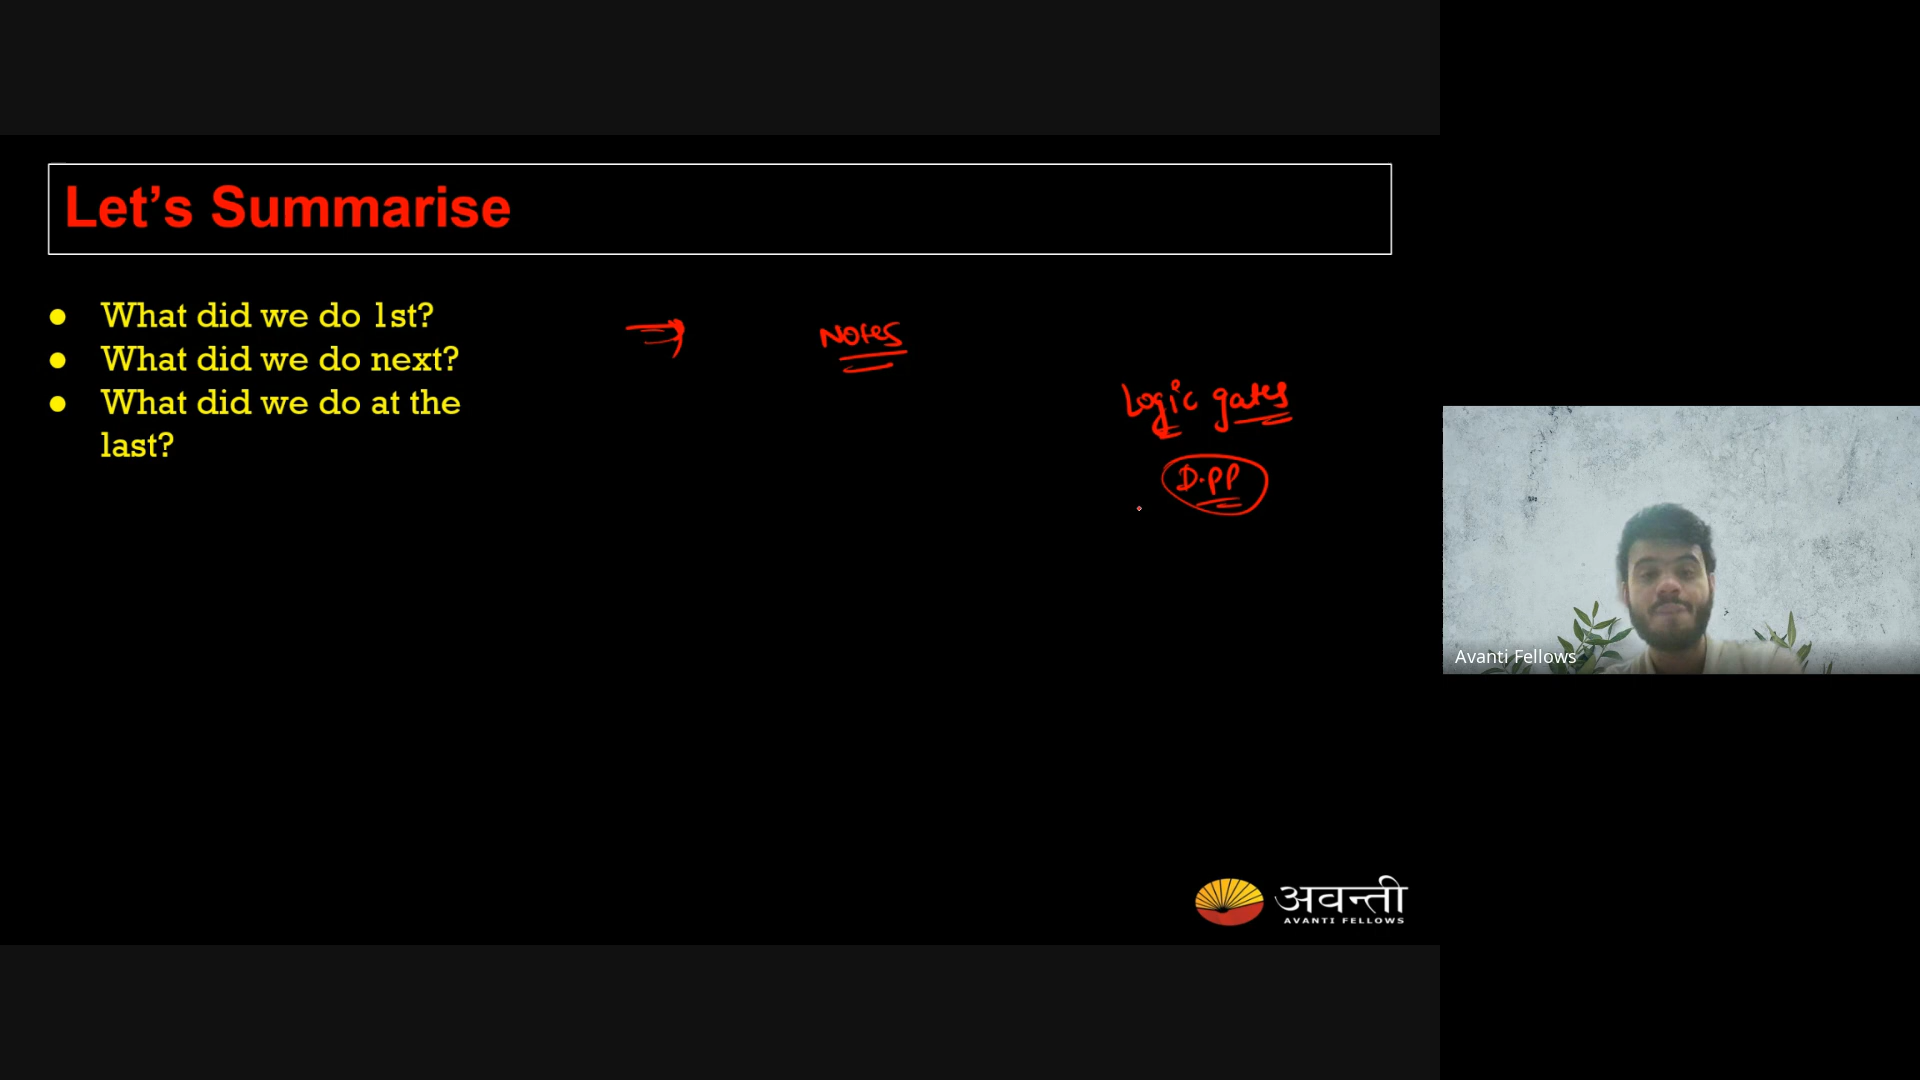 Let's Summarise
● What did we do 1st?
● What did we do next?
● What did we do at the
last?
Notes
Logic gates
D.PP
Avanti Fellows
अवन्ती
AVANTI FELLOWS